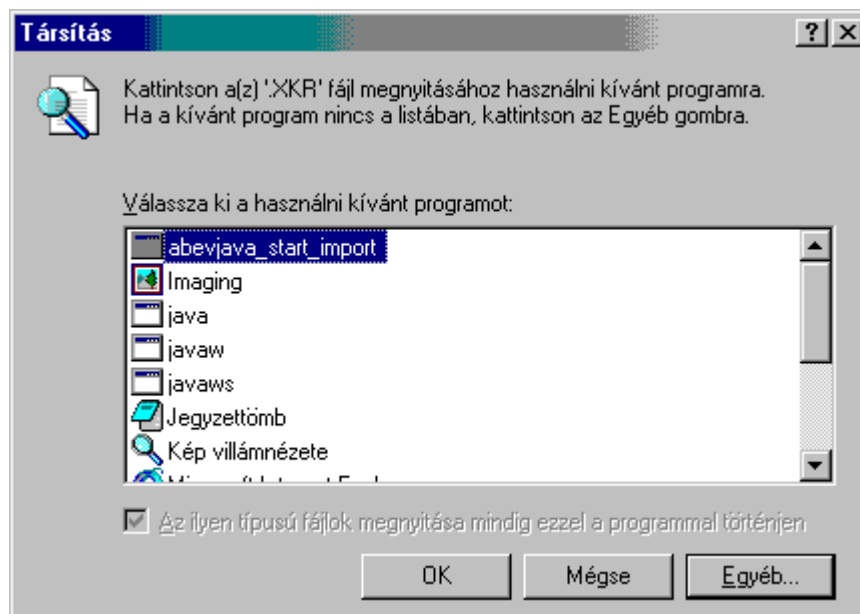 Társítás
Kattintson a(z) '.XKR' fájl megnyitásához használni kívánt programra.
Ha a kívánt program nincs a listában, kattintson az Egyéb gombra.
Válassza ki a használni kívánt programot:
abevjava_start_import
Imaging
java
javaw
javaws
Jegyzettömb
Kép villámnézete
Az ilyen típusú fájlok megnyitása mindig ezzel a programmal történjen
OK
Mégse
Egyéb...